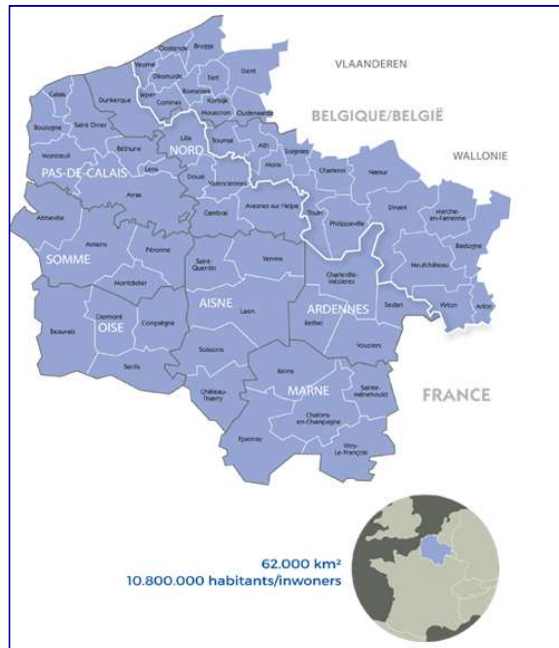 Oostende
Brugge
VLAANDEREN
Veurne
Diksmuide
Tielt
Gent
Calais
Dunkerque
Ieper
Roeselare
Kortrijk
BELGIQUE/BELGIË
Comines
Mouscron
Oudenaarde
Boulogne
Saint Omer
Lille
Tournai
Ath
Soignies
NORD
Montreuil
Béthune
Mons
Charleroi
Namur
WALLONIE
PAS-DE-CALAIS
Lens
Douai
Valenciennes
Arras
Dinant
Marche-
en-Famenne
Abbeville
Cambrai
Avesnes sur Helpe
Thuin
Philippeville
Bastogne
Amiens
Péronne
Saint-
Quentin
Vervins
Neufchâteau
SOMME
Charleville-
Mézières
Montdidier
AISNE
Sedan
Virton
Arlon
Clermont
Laon
ARDENNES
Beauvais
OISE
Compiègne
Rethel
Vouziers
Soissons
Senlis
Reims
MARNE
Sainte-
Ménehould
FRANCE
Château-
Thierry
Chalons-
en-Champagne
Epernay
Vitry-
Le-François
62.000 km²
10.800.000 habitants/inwoners